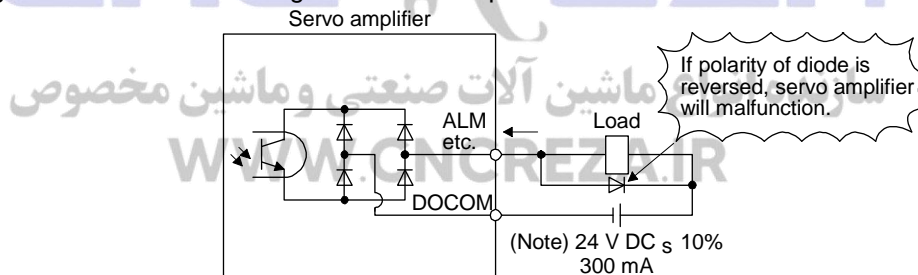 Servo amplifier
If polarity of diode is
reversed, servo amplifier
will malfunction.
ماشین آلات صنعتی و ماشین مخصوص
ALM
etc.
Load
WWW.CNCREZA.IR
DOCOM
(Note) 24 V DC s 10%
300 mA